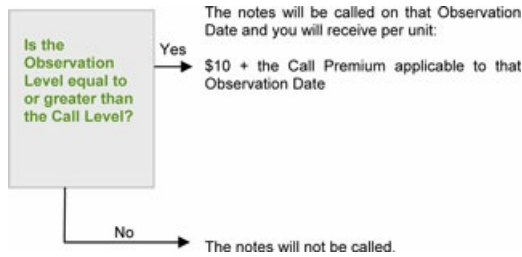 The notes will be called on that Observation
Date and you will receive per unit:
Is the
Observation
Level equal to
or greater than
the Call Level?
Yes
$10 + the Call Premium applicable to that
Observation Date
No
The notes will not be called.